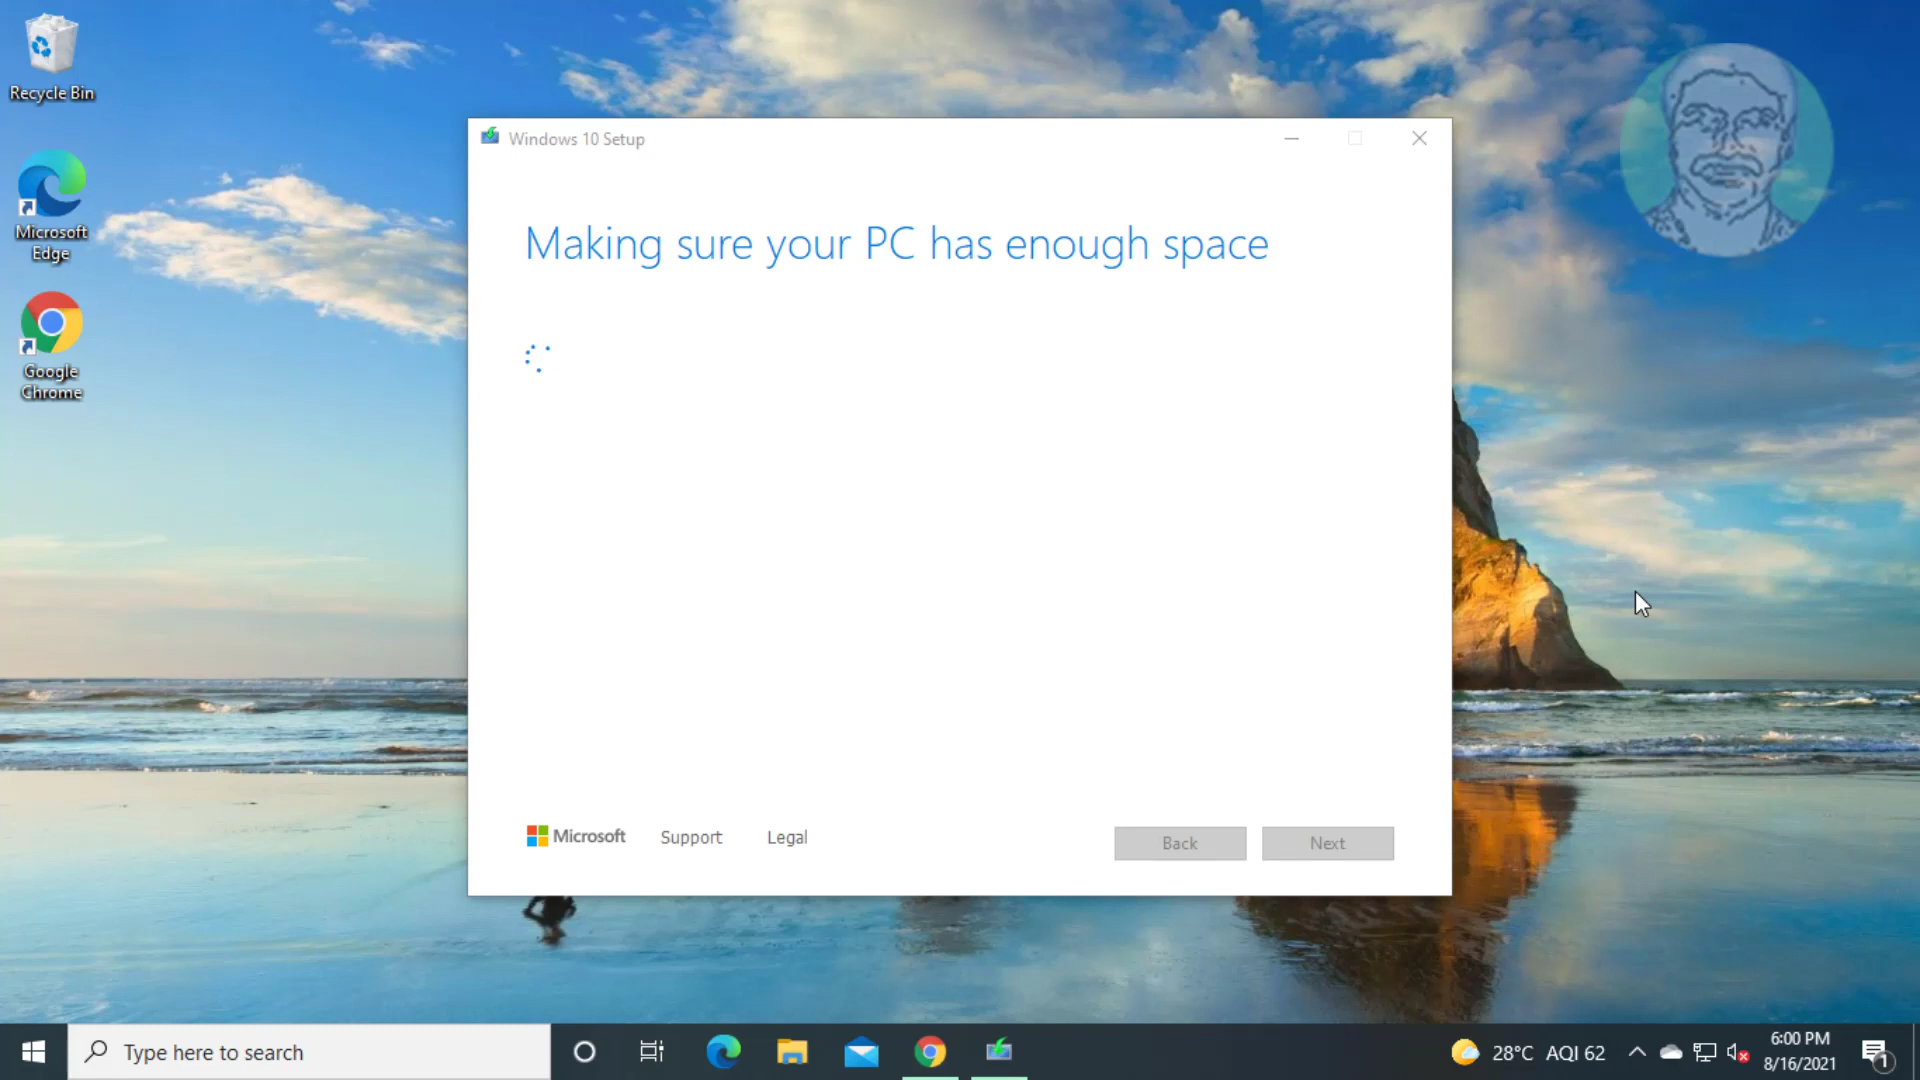 Recycle Bin
Microsoft
Edge
Google
Chrome
Windows 10 Setup
Making sure your PC has enough space
Microsoft
Support
Legal
Back
Next
Type here to search
28°C AQI 62
6:00 PM
8/16/2021
1